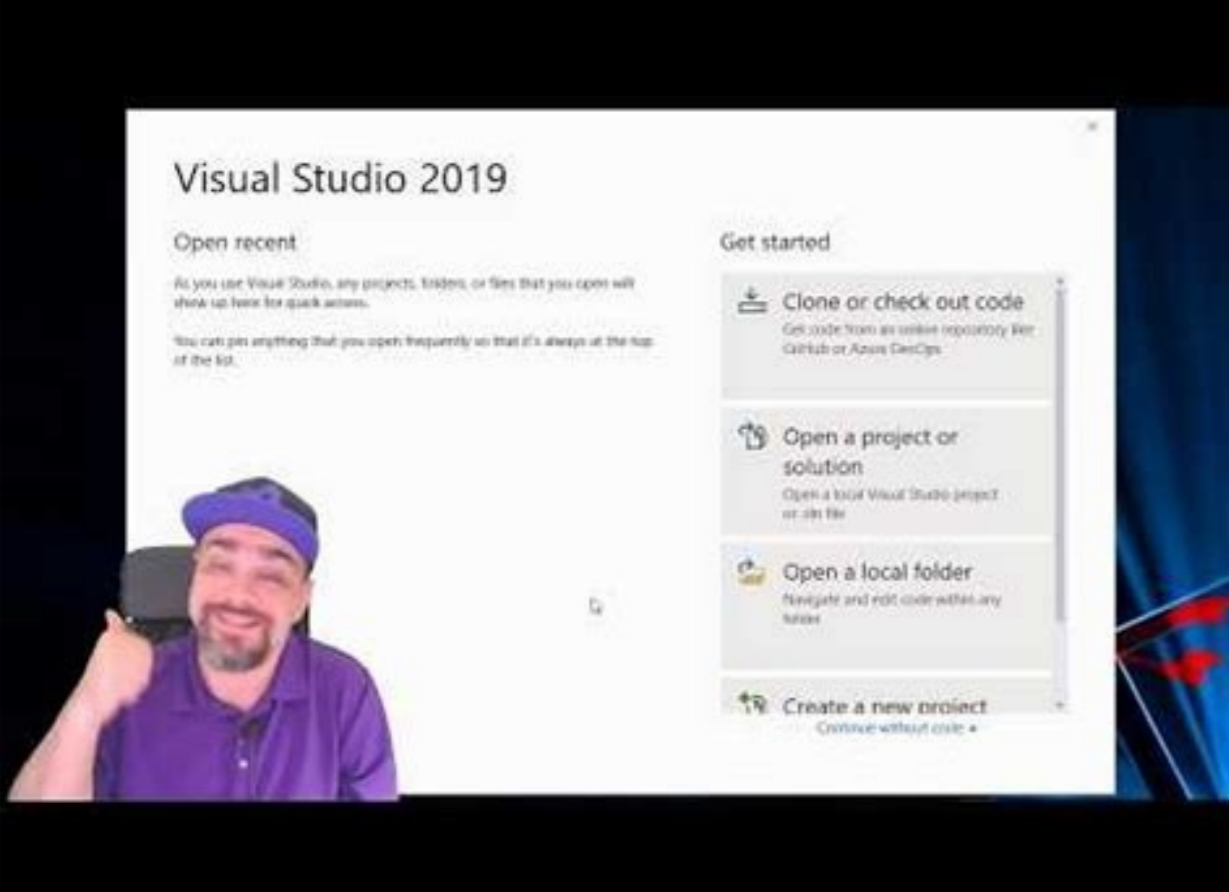 Visual Studio 2019
Open recent
As you use Visual Studio, any projects, folders, or files that you open will
show up here for quick access.
You can pin anything that you open frequently so that it's always at the top
of the list.
Get started
Clone or check out code
Get code from an online repository like
GitHub or Azure DevOps
Open a project or
solution
Open a local Visual Studio project
or .sln file
Open a local folder
Navigate and edit code within any
folder
Create a new project
Continue without code